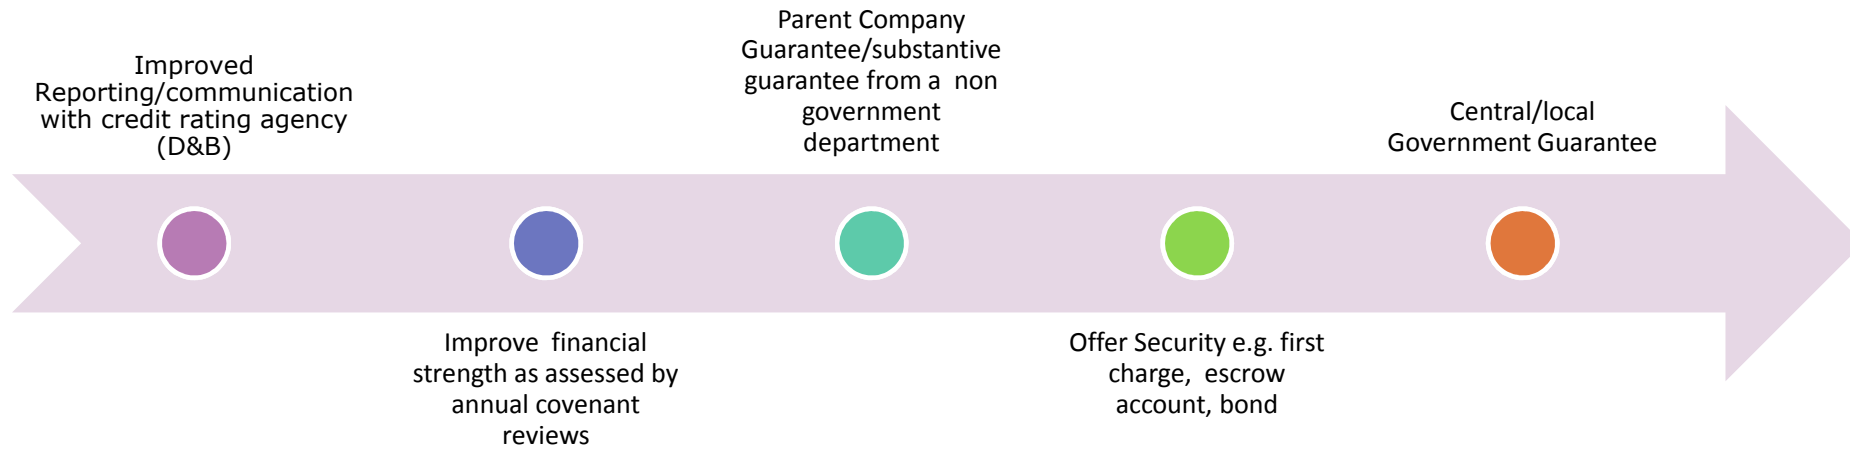 Improved
Reporting/communication
with credit rating agency
(D&B)
Improve financial
strength as assessed by
annual covenant
reviews
Parent Company
Guarantee/substantive
guarantee from a non
government
department
Offer Security e.g. first
charge, escrow
account, bond
Central/local
Government Guarantee